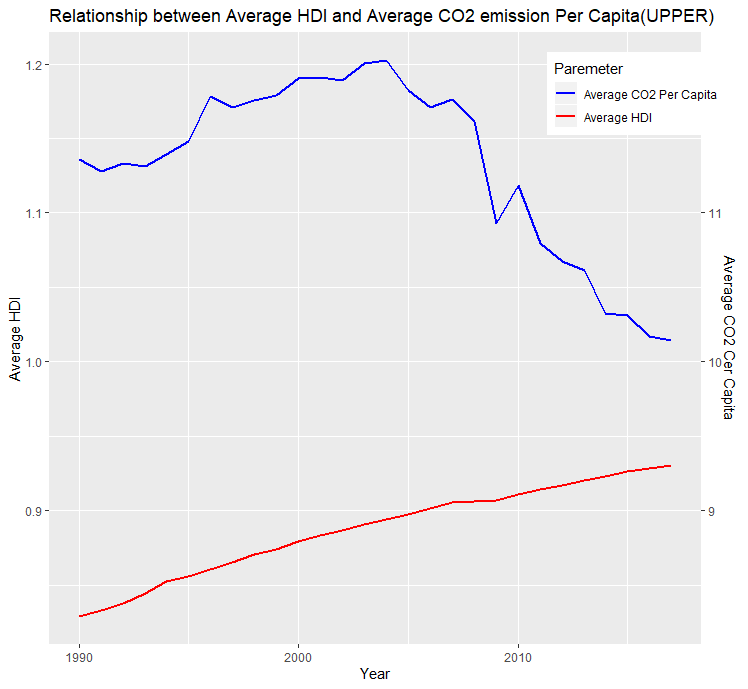 Relationship between Average HDI and Average CO2 emission Per Capita(UPPER)
Paremeter
Average CO2 Per Capita
Average HDI
1.2
1.1
1.0
0.9
Average HDI
11
10
9
Average CO2 Cer Capita
1990
2000
2010
Year